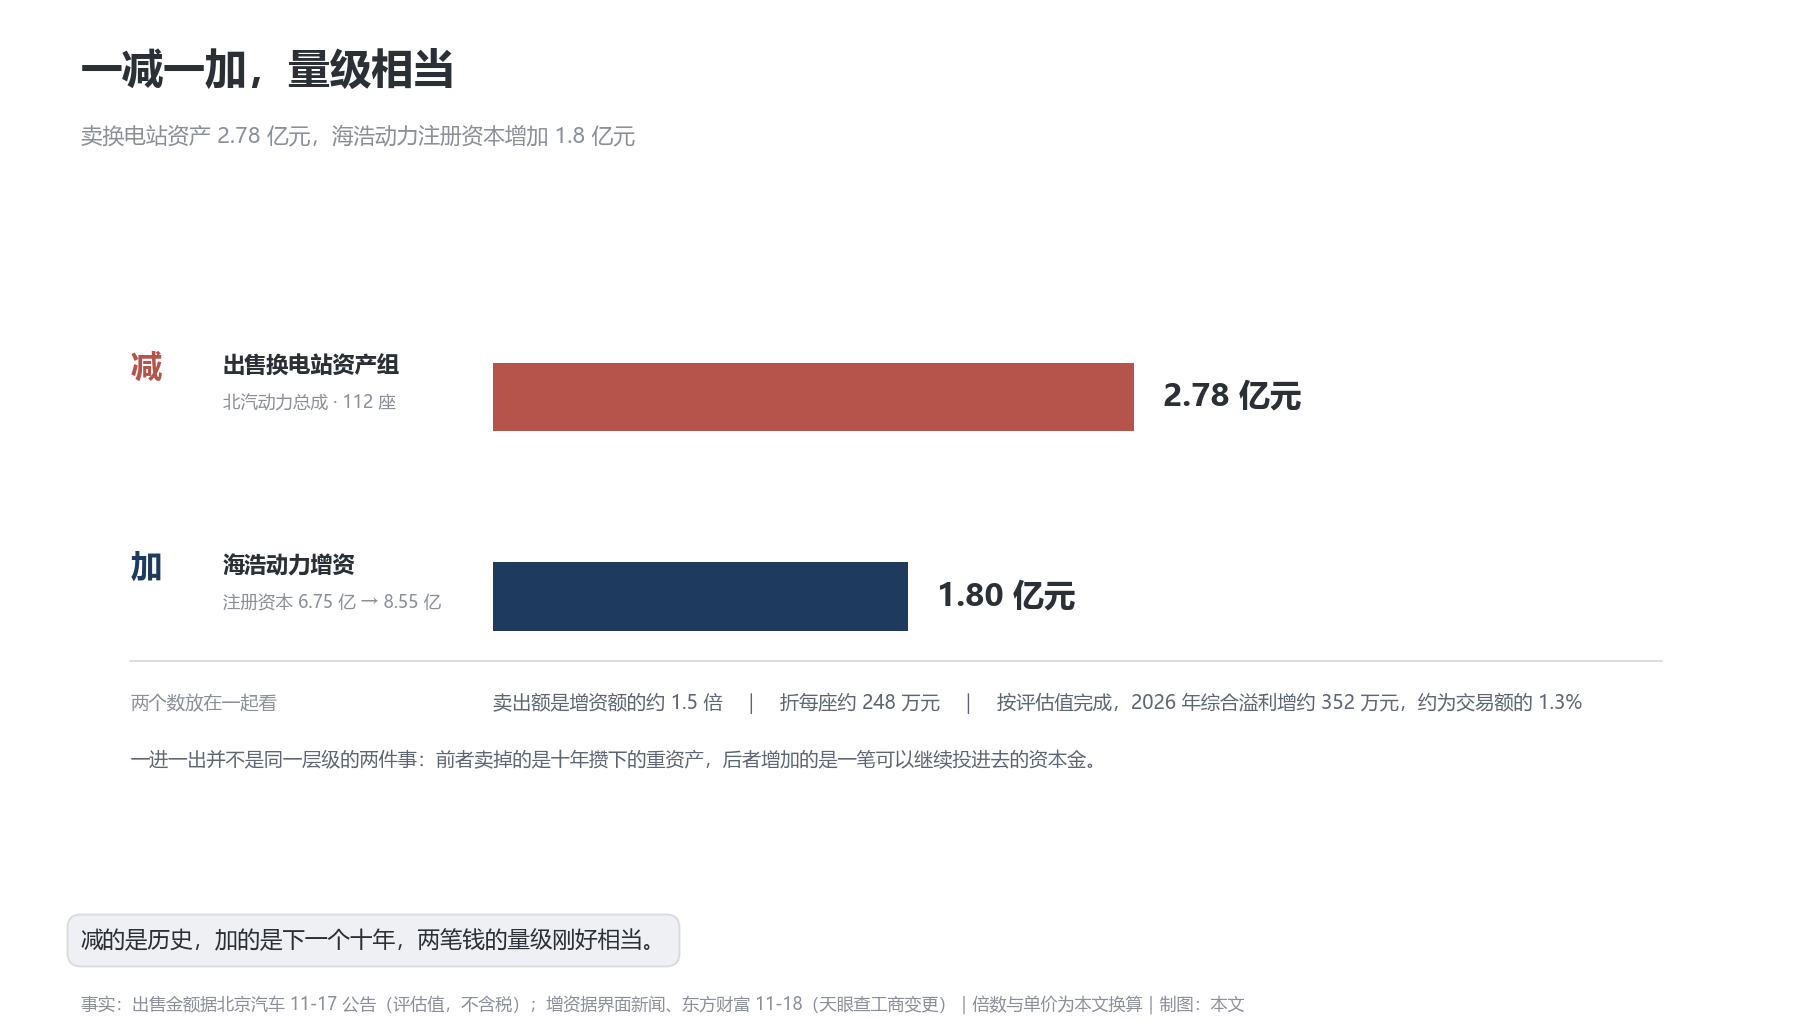 一减一加，量级相当
卖换电站资产 2.78 亿元，海浩动力注册资本增加 1.8 亿元
减
出售换电站资产组
北汽动力总成 · 112 座
2.78 亿元
加
海浩动力增资
注册资本 6.75 亿 → 8.55 亿
1.80 亿元
两个数放在一起看
卖出额是增资额的约 1.5 倍 | 折每座约 248 万元 | 按评估值完成，2026 年综合溢利增约 352 万元，约为交易额的 1.3%
一进一出并不是同一层级的两件事：前者卖掉的是十年攒下的重资产，后者增加的是一笔可以继续投进去的资本金。
减的是历史，加的是下一个十年，两笔钱的量级刚好相当。
事实：出售金额据北京汽车 11-17 公告（评估值，不含税）；增资据界面新闻、东方财富 11-18（天眼查工商变更） | 倍数与单价为本文换算 | 制图：本文